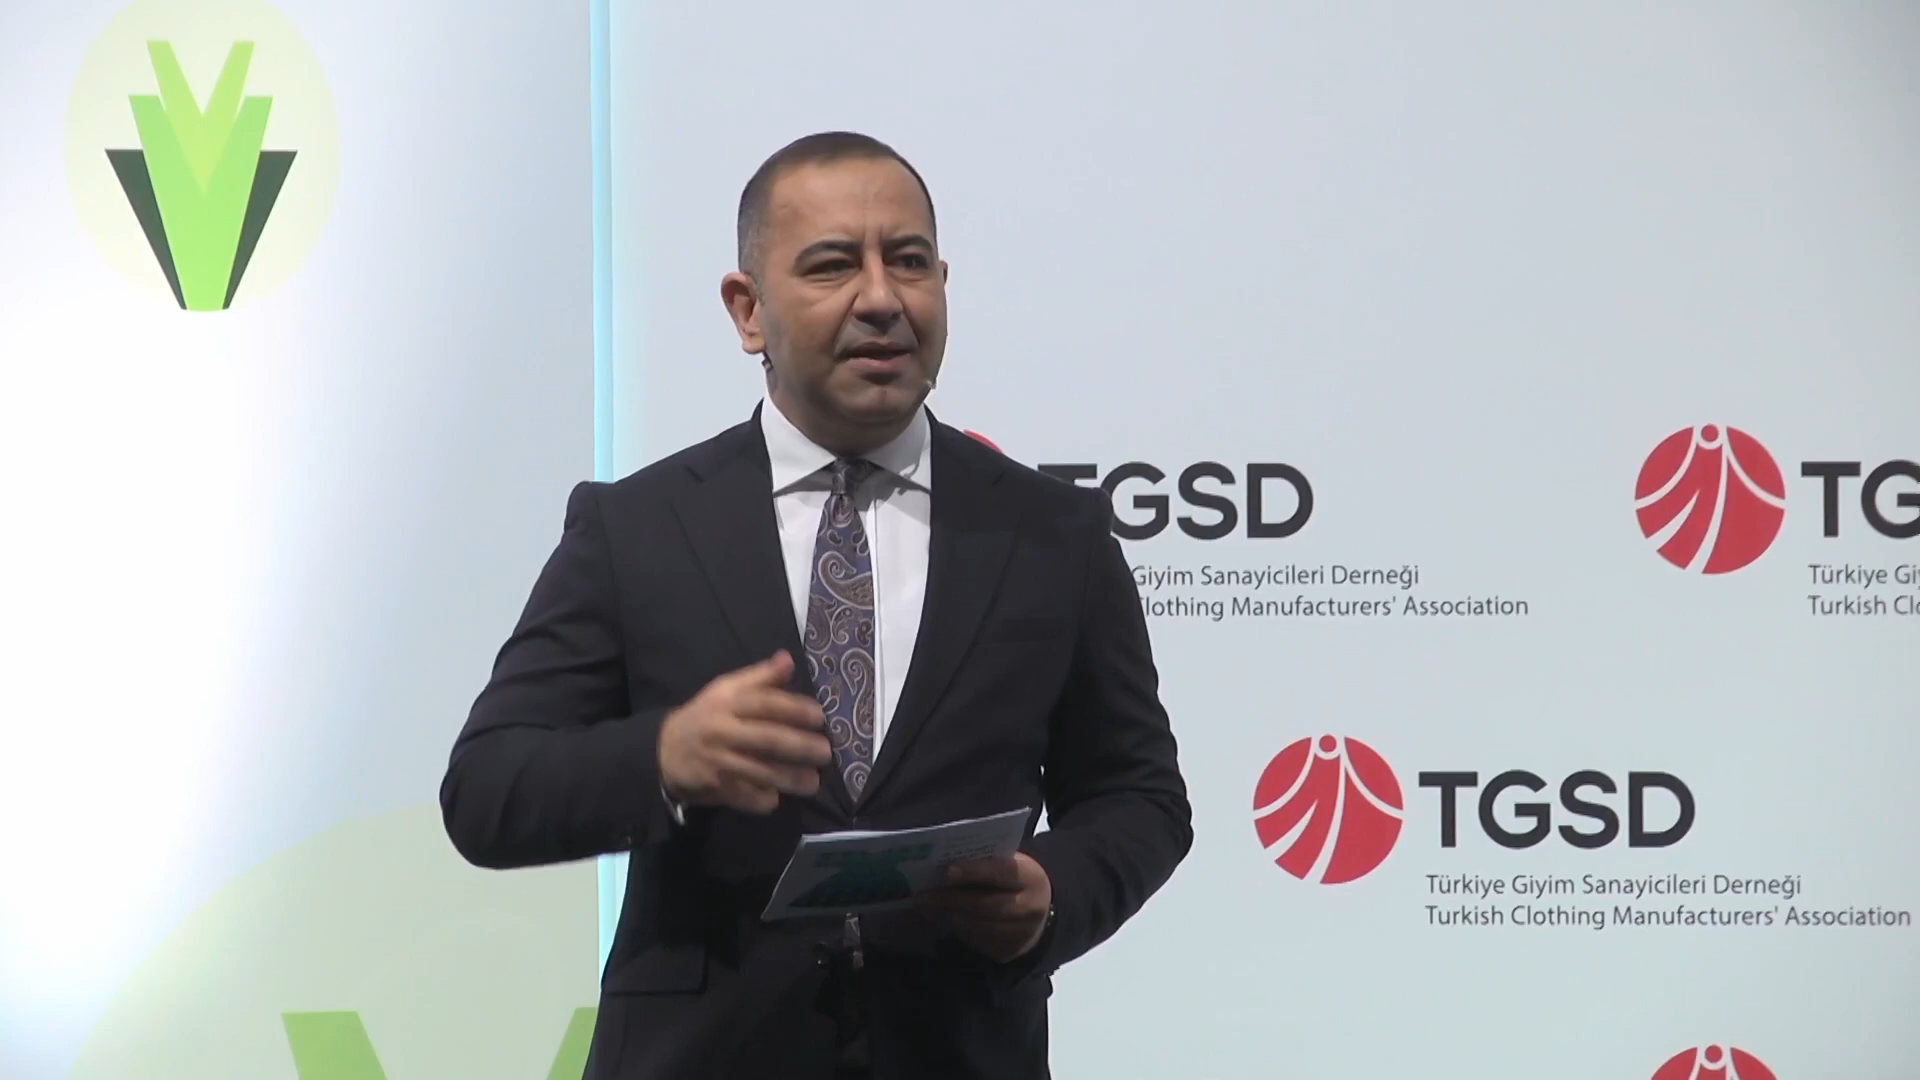 TGSD
Giyim Sanayicileri Derneği
Clothing Manufacturers' Association
TG
Türkiye Gi
Turkish Cl
TGSD
Türkiye Giyim Sanayicileri Derneği
Turkish Clothing Manufacturers' Association